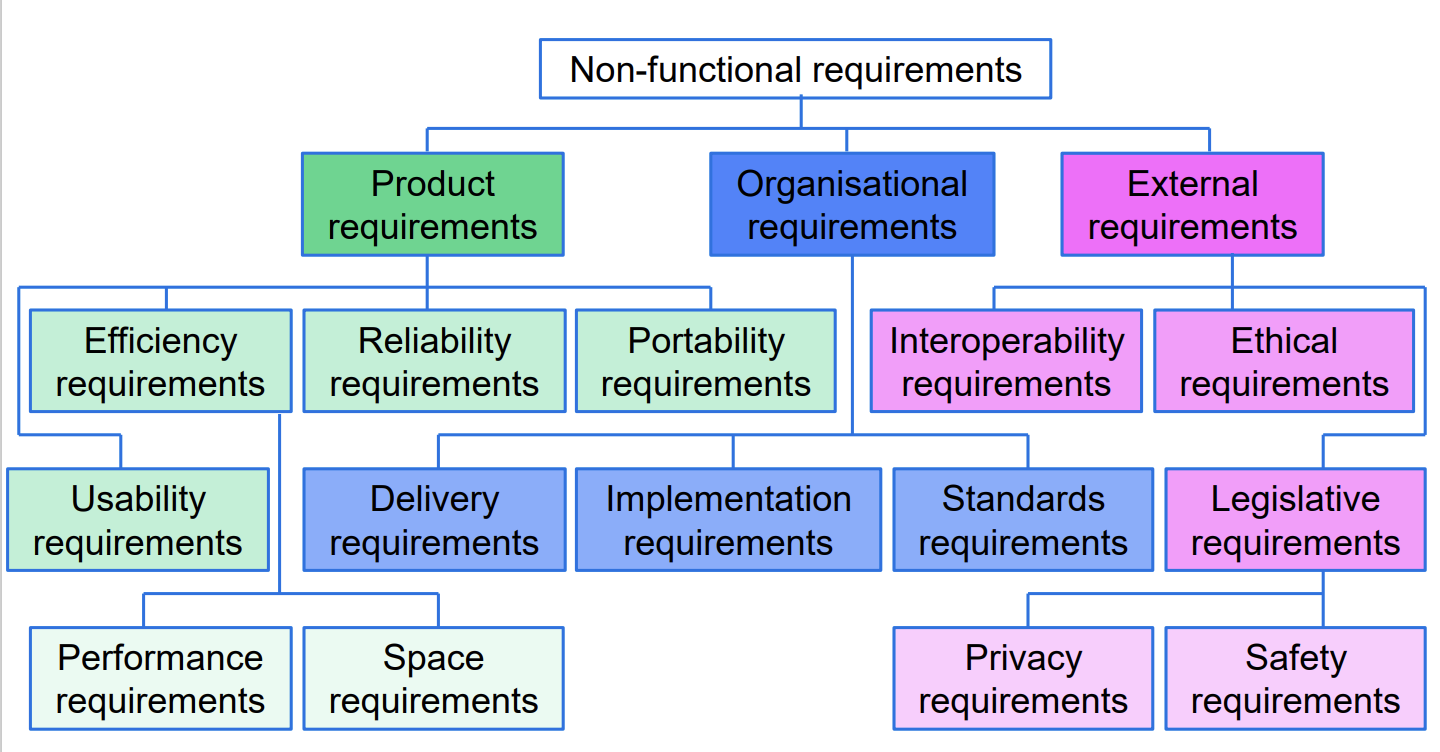 Non-functional requirements
Product
requirements
Organisational
requirements
External
requirements
Efficiency
requirements
Reliability
requirements
Portability
requirements
Interoperability
requirements
Ethical
requirements
Usability
requirements
Delivery
requirements
Implementation
requirements
Standards
requirements
Legislative
requirements
Performance
requirements
Space
requirements
Privacy
requirements
Safety
requirements